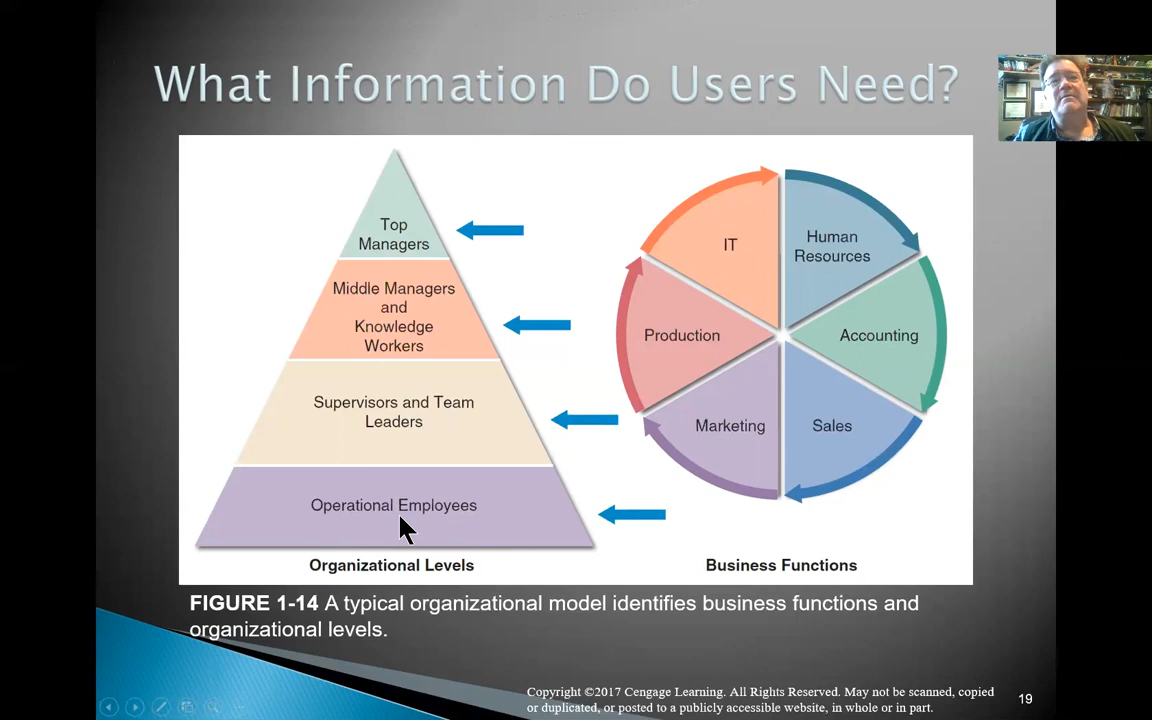 What Information Do Users Need?
Top
Managers
Middle Managers
and
Knowledge
Workers
Supervisors and Team
Leaders
Operational Employees
Organizational Levels
IT
Human
Resources
Production
Accounting
Marketing
Sales
Business Functions
FIGURE 1-14 A typical organizational model identifies business functions and
organizational levels.
Copyright ©2017 Cengage Learning. All Rights Reserved. May not be scanned, copied
or duplicated, or posted to a publicly accessible website, in whole or in part.
19